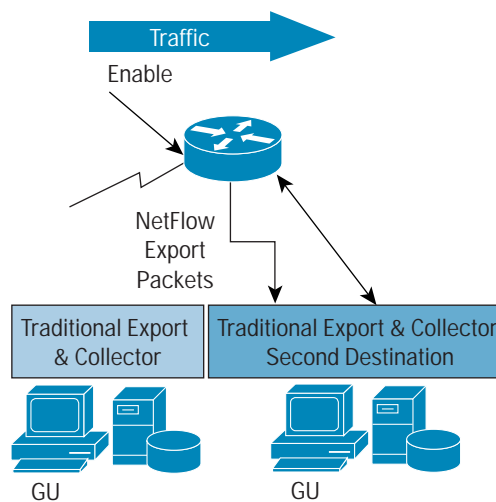 Traffic
Enable
NetFlow
Export
Packets
Traditional Export
& Collector
Traditional Export & Collector
Second Destination
GU
GU